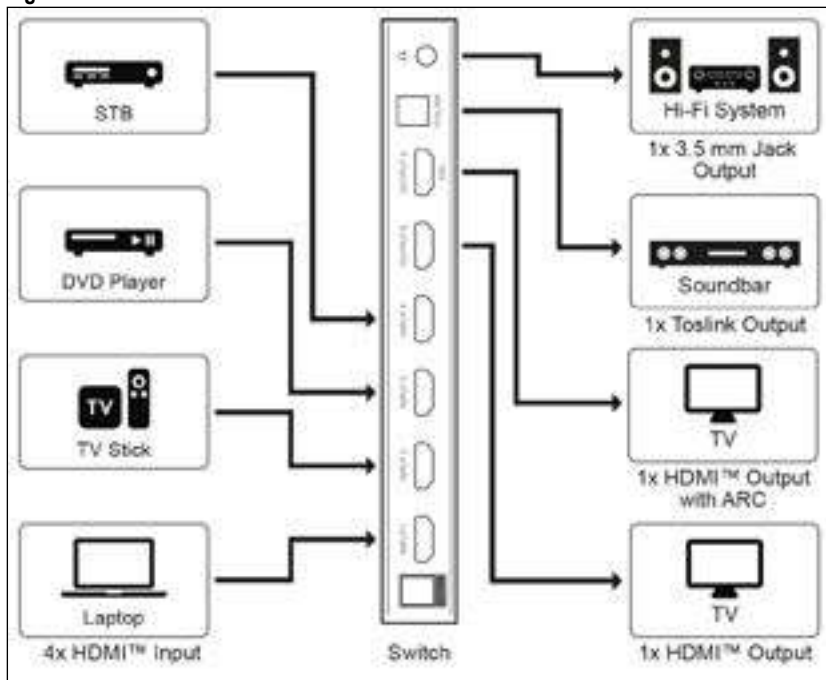 STB
DVD Player
TV
TV Stick
Laptop
4x HDMI™ Input
Switch
Hi-Fi System
1x 3.5 mm Jack
Output
Soundbar
1x Toslink Output
TV
1x HDMI™ Output
with ARC
TV
1x HDMI™ Output